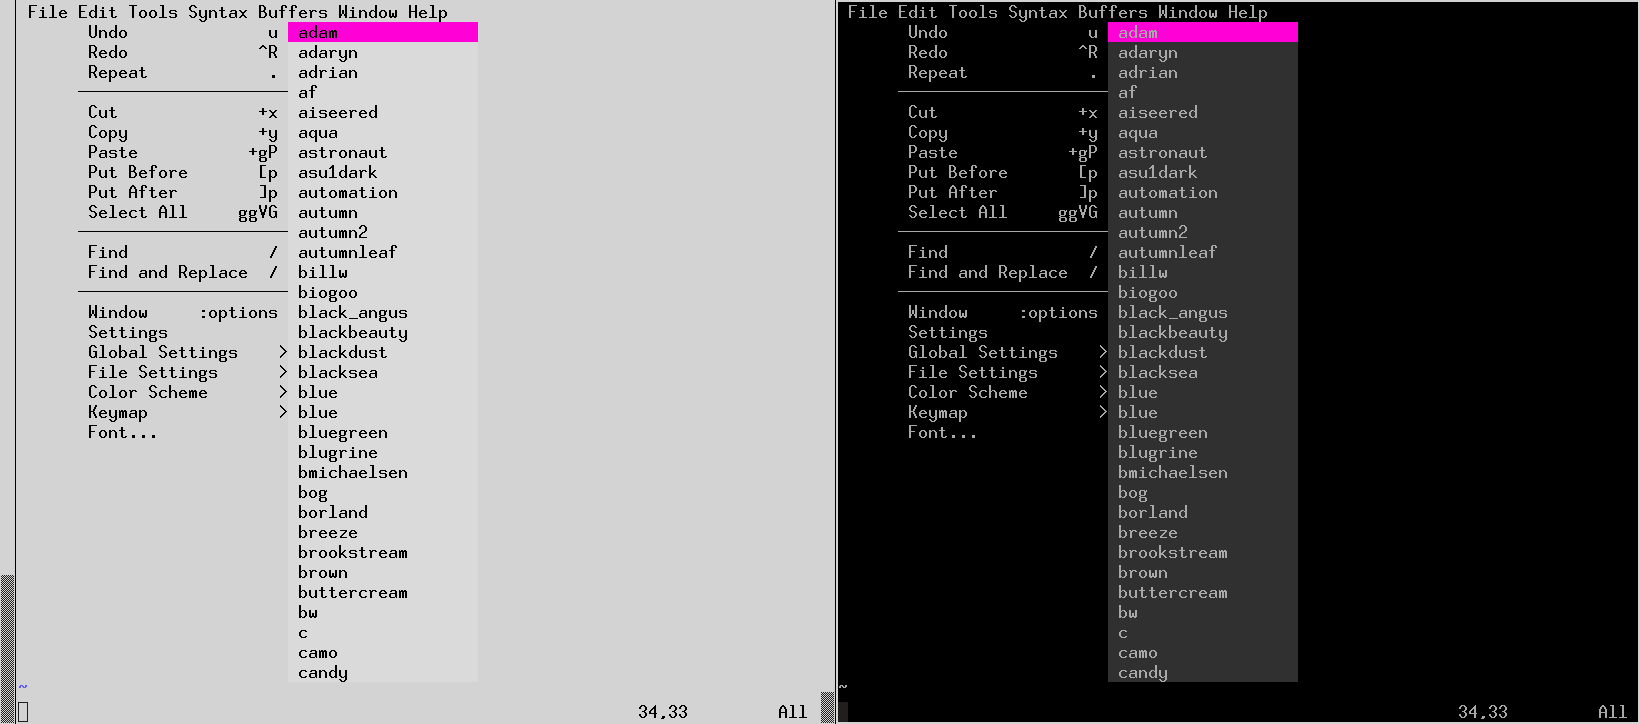 File Edit Tools Syntax Buffers Window Help
Undo u adam
Redo ^R adaryn
Repeat . adrian
af
Cut +x aiseered
Copy +y aqua
Paste +gP astronaut
Put Before [p asu1dark
Put After ]p automation
Select All ggVG autumn
autumn2
Find / autumnleaf
Find and Replace / billw
biogoo
Window :options black_angus
Settings blackbeauty
Global Settings > blackdust
File Settings > blacksea
Color Scheme > blue
Keymap > blue
Font... bluegreen
blugrine
bmichaelsen
bog
borland
breeze
brookstream
brown
buttercream
bw
c
camo
candy
~
34,33 All
File Edit Tools Syntax Buffers Window Help
Undo u adam
Redo ^R adaryn
Repeat . adrian
af
Cut +x aiseered
Copy +y aqua
Paste +gP astronaut
Put Before [p asu1dark
Put After ]p automation
Select All ggVG autumn
autumn2
Find / autumnleaf
Find and Replace / billw
biogoo
Window :options black_angus
Settings blackbeauty
Global Settings > blackdust
File Settings > blacksea
Color Scheme > blue
Keymap > blue
Font... bluegreen
blugrine
bmichaelsen
bog
borland
breeze
brookstream
brown
buttercream
bw
c
camo
candy
~
34,33 All